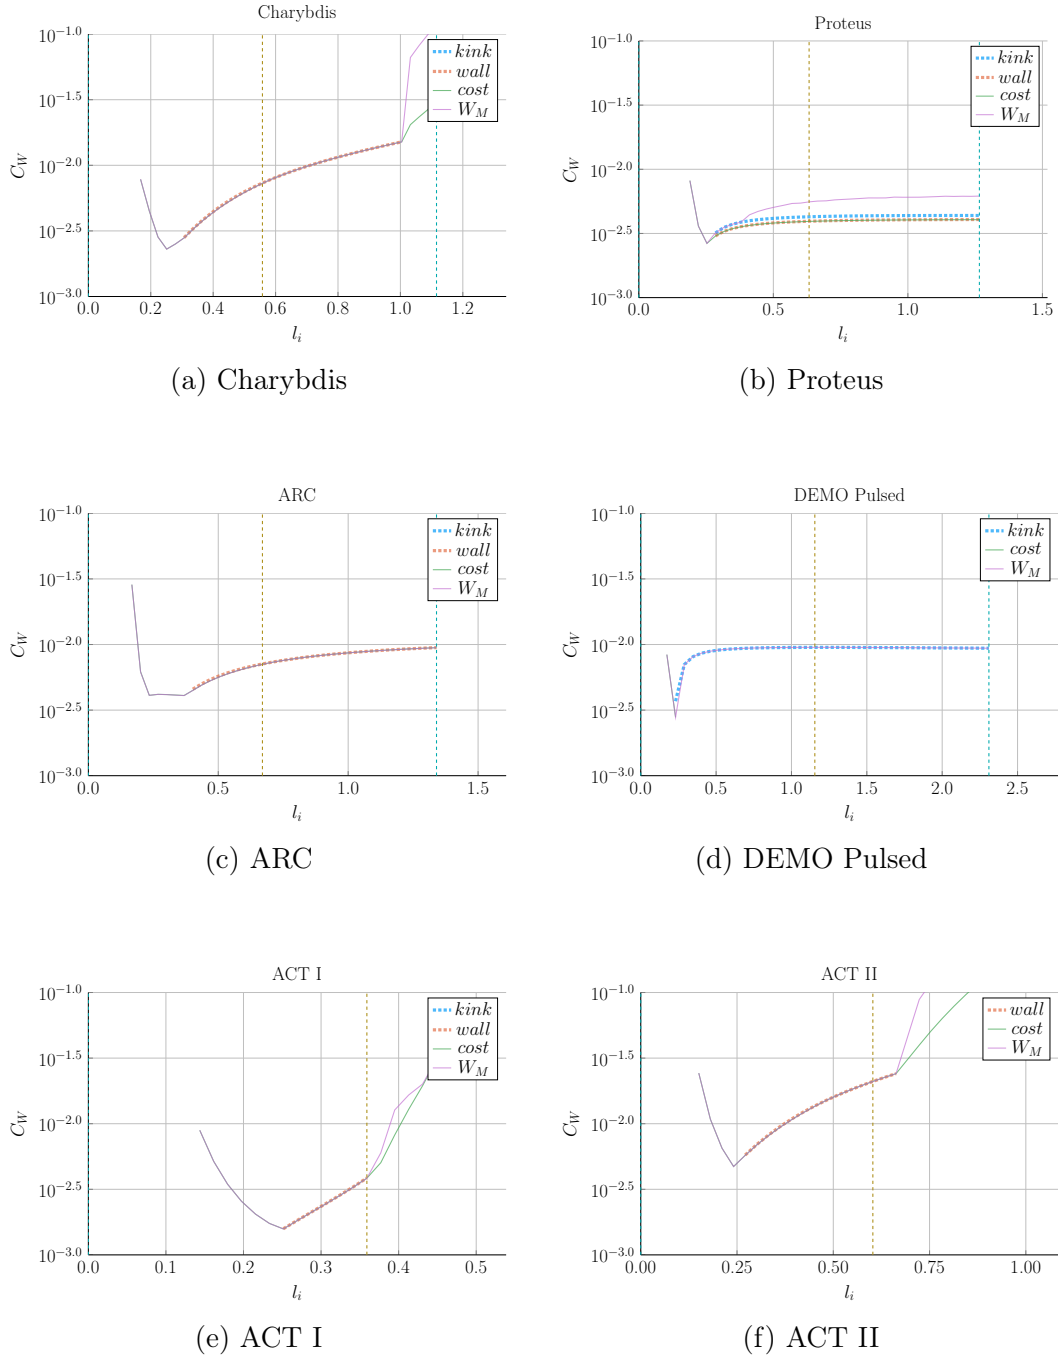 Charybdis
10^{-1.0}
10^{-1.5}
10^{-2.0}
10^{-2.5}
10^{-3.0}
C_W
kink
wall
cost
W_M
0.0 0.2 0.4 0.6 0.8 1.0 1.2
l_i
(a) Charybdis
Proteus
10^{-1.0}
10^{-1.5}
10^{-2.0}
10^{-2.5}
10^{-3.0}
C_W
kink
wall
cost
W_M
0.0 0.5 1.0 1.5
l_i
(b) Proteus
ARC
10^{-1.0}
10^{-1.5}
10^{-2.0}
10^{-2.5}
10^{-3.0}
C_W
kink
wall
cost
W_M
0.0 0.5 1.0 1.5
l_i
(c) ARC
DEMO Pulsed
10^{-1.0}
10^{-1.5}
10^{-2.0}
10^{-2.5}
10^{-3.0}
C_W
kink
cost
W_M
0.0 0.5 1.0 1.5 2.0 2.5
l_i
(d) DEMO Pulsed
ACT I
10^{-1.0}
10^{-1.5}
10^{-2.0}
10^{-2.5}
10^{-3.0}
C_W
kink
wall
cost
W_M
0.0 0.1 0.2 0.3 0.4 0.5
l_i
(e) ACT I
ACT II
10^{-1.0}
10^{-1.5}
10^{-2.0}
10^{-2.5}
10^{-3.0}
C_W
wall
cost
W_M
0.00 0.25 0.50 0.75 1.00
l_i
(f) ACT II